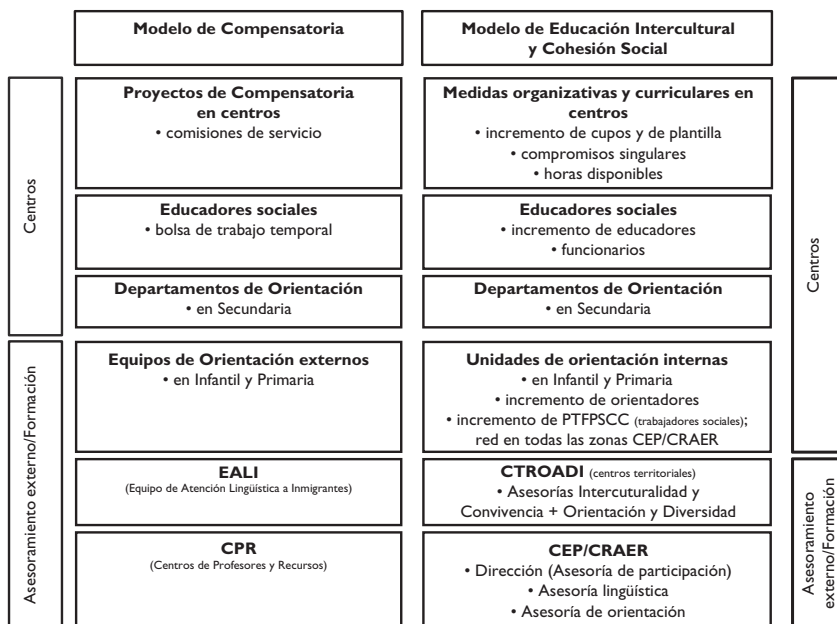 Modelo de Compensatoria
Modelo de Educación Intercultural
y Cohesión Social
Centros
Proyectos de Compensatoria
en centros
• comisiones de servicio
Medidas organizativas y curriculares en
centros
• incremento de cupos y de plantilla
• compromisos singulares
• horas disponibles
Centros
Educadores sociales
• bolsa de trabajo temporal
Educadores sociales
• incremento de educadores
• funcionarios
Departamentos de Orientación
• en Secundaria
Departamentos de Orientación
• en Secundaria
Asesoramiento externo/Formación
Equipos de Orientación externos
• en Infantil y Primaria
Unidades de orientación internas
• en Infantil y Primaria
• incremento de orientadores
• incremento de PTFPSCC (trabajadores sociales);
red en todas las zonas CEP/CRAER
EALI
(Equipo de Atención Lingüística a Inmigrantes)
CTROADI (centros territoriales)
• Asesorías Intercuturalidad y
Convivencia + Orientación y Diversidad
Asesoramiento
externo/Formación
CPR
(Centros de Profesores y Recursos)
CEP/CRAER
• Dirección (Asesoría de participación)
• Asesoría lingüística
• Asesoría de orientación